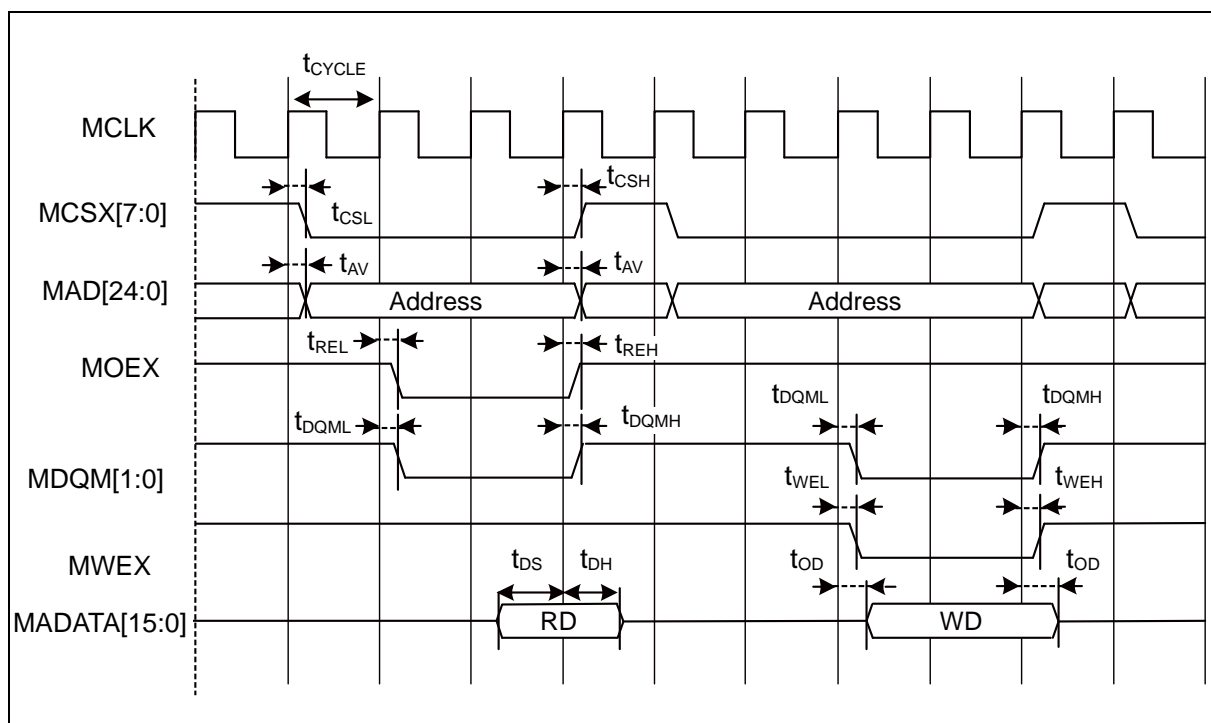 tCYCLE
MCLK
tCSH
MCSX[7:0]
tCSL
tAV
tAV
MAD[24:0]
Address
Address
tREL
tREH
MOEX
tDQML
tDQMH
tDQML
tDQMH
MDQM[1:0]
tWEL
tWEH
MWEX
tDS
tDH
tOD
tOD
MADATA[15:0]
RD
WD